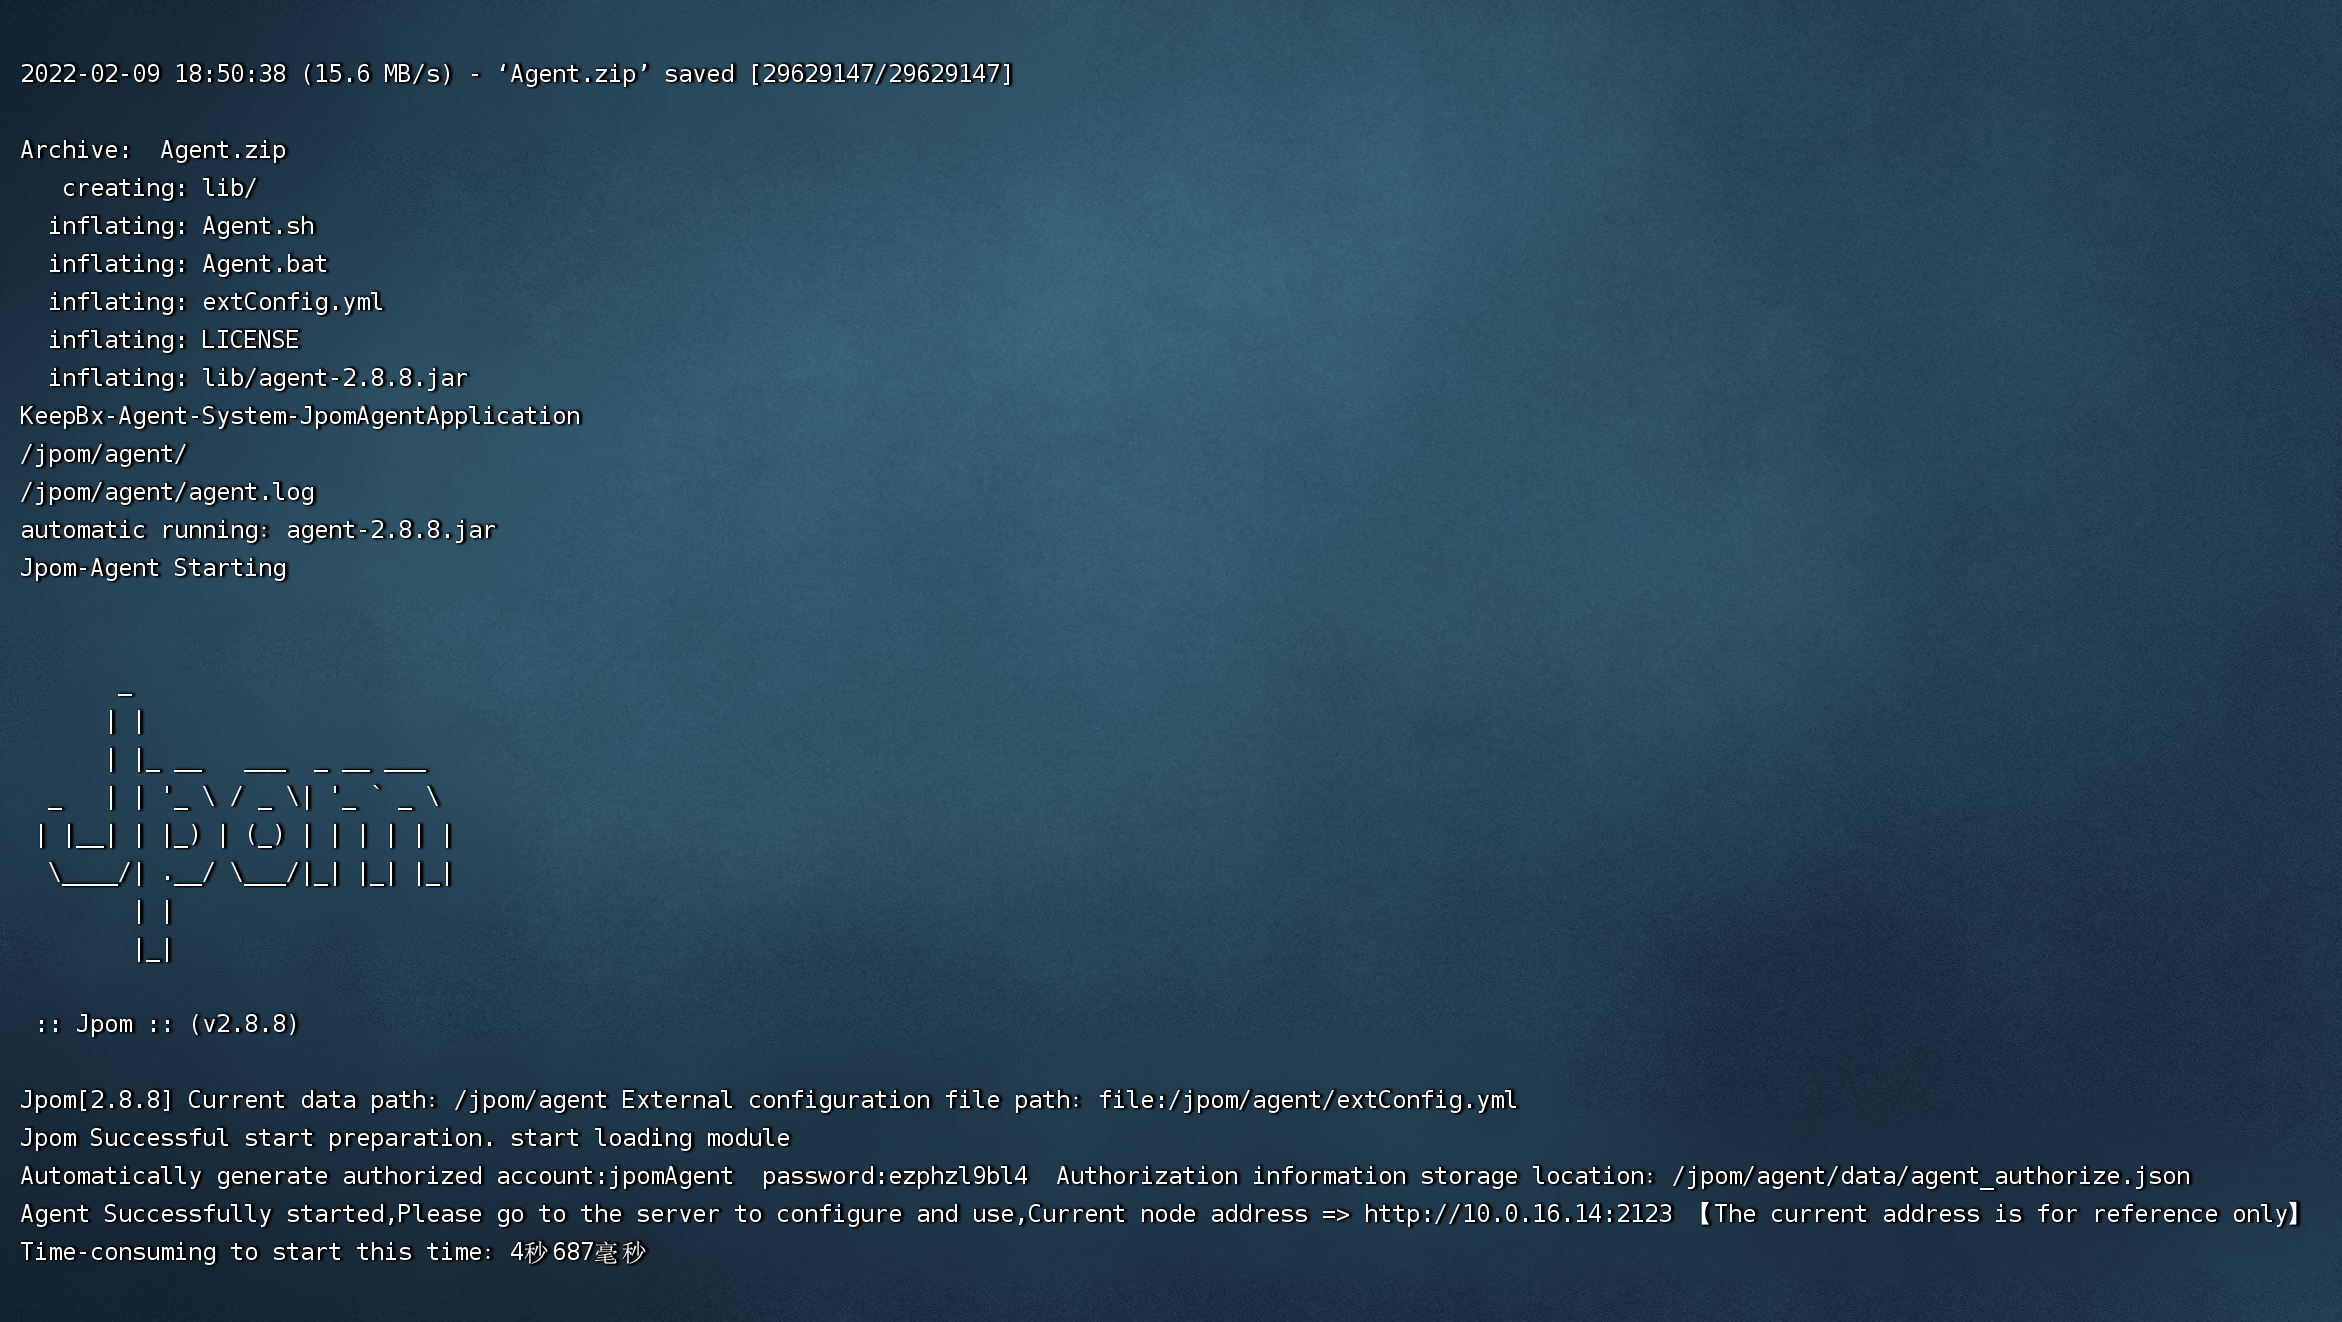 2022-02-09 18:50:38 (15.6 MB/s) - ‘Agent.zip’ saved [29629147/29629147]

Archive:  Agent.zip
   creating: lib/
  inflating: Agent.sh
  inflating: Agent.bat
  inflating: extConfig.yml
  inflating: LICENSE
  inflating: lib/agent-2.8.8.jar
KeepBx-Agent-System-JpomAgentApplication
/jpom/agent/
/jpom/agent/agent.log
automatic running: agent-2.8.8.jar
Jpom-Agent Starting

       _
      | |
      | |_ __   ___  _ __ ___
  _   | | '_ \ / _ \| '_ ` _ \
 | |__| | |_) | (_) | | | | | |
  \____/| .__/ \___/|_| |_| |_|
        | |
        |_|

 :: Jpom :: (v2.8.8)

Jpom[2.8.8] Current data path: /jpom/agent External configuration file path: file:/jpom/agent/extConfig.yml
Jpom Successful start preparation. start loading module
Automatically generate authorized account:jpomAgent  password:ezphzl9bl4  Authorization information storage location: /jpom/agent/data/agent_authorize.json
Agent Successfully started,Please go to the server to configure and use,Current node address => http://10.0.16.14:2123 【The current address is for reference only】
Time-consuming to start this time: 4秒687毫秒